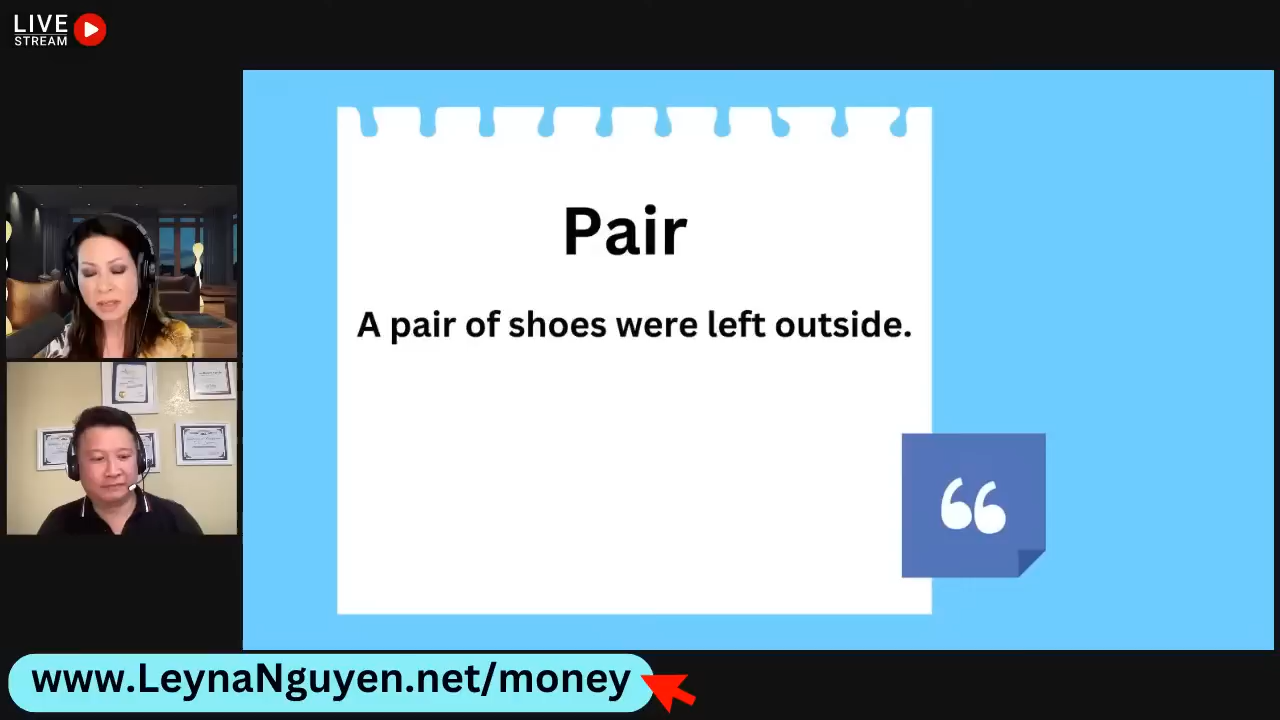 LIVE
STREAM
Pair
A pair of shoes were left outside.
www.LeynaNguyen.net/money